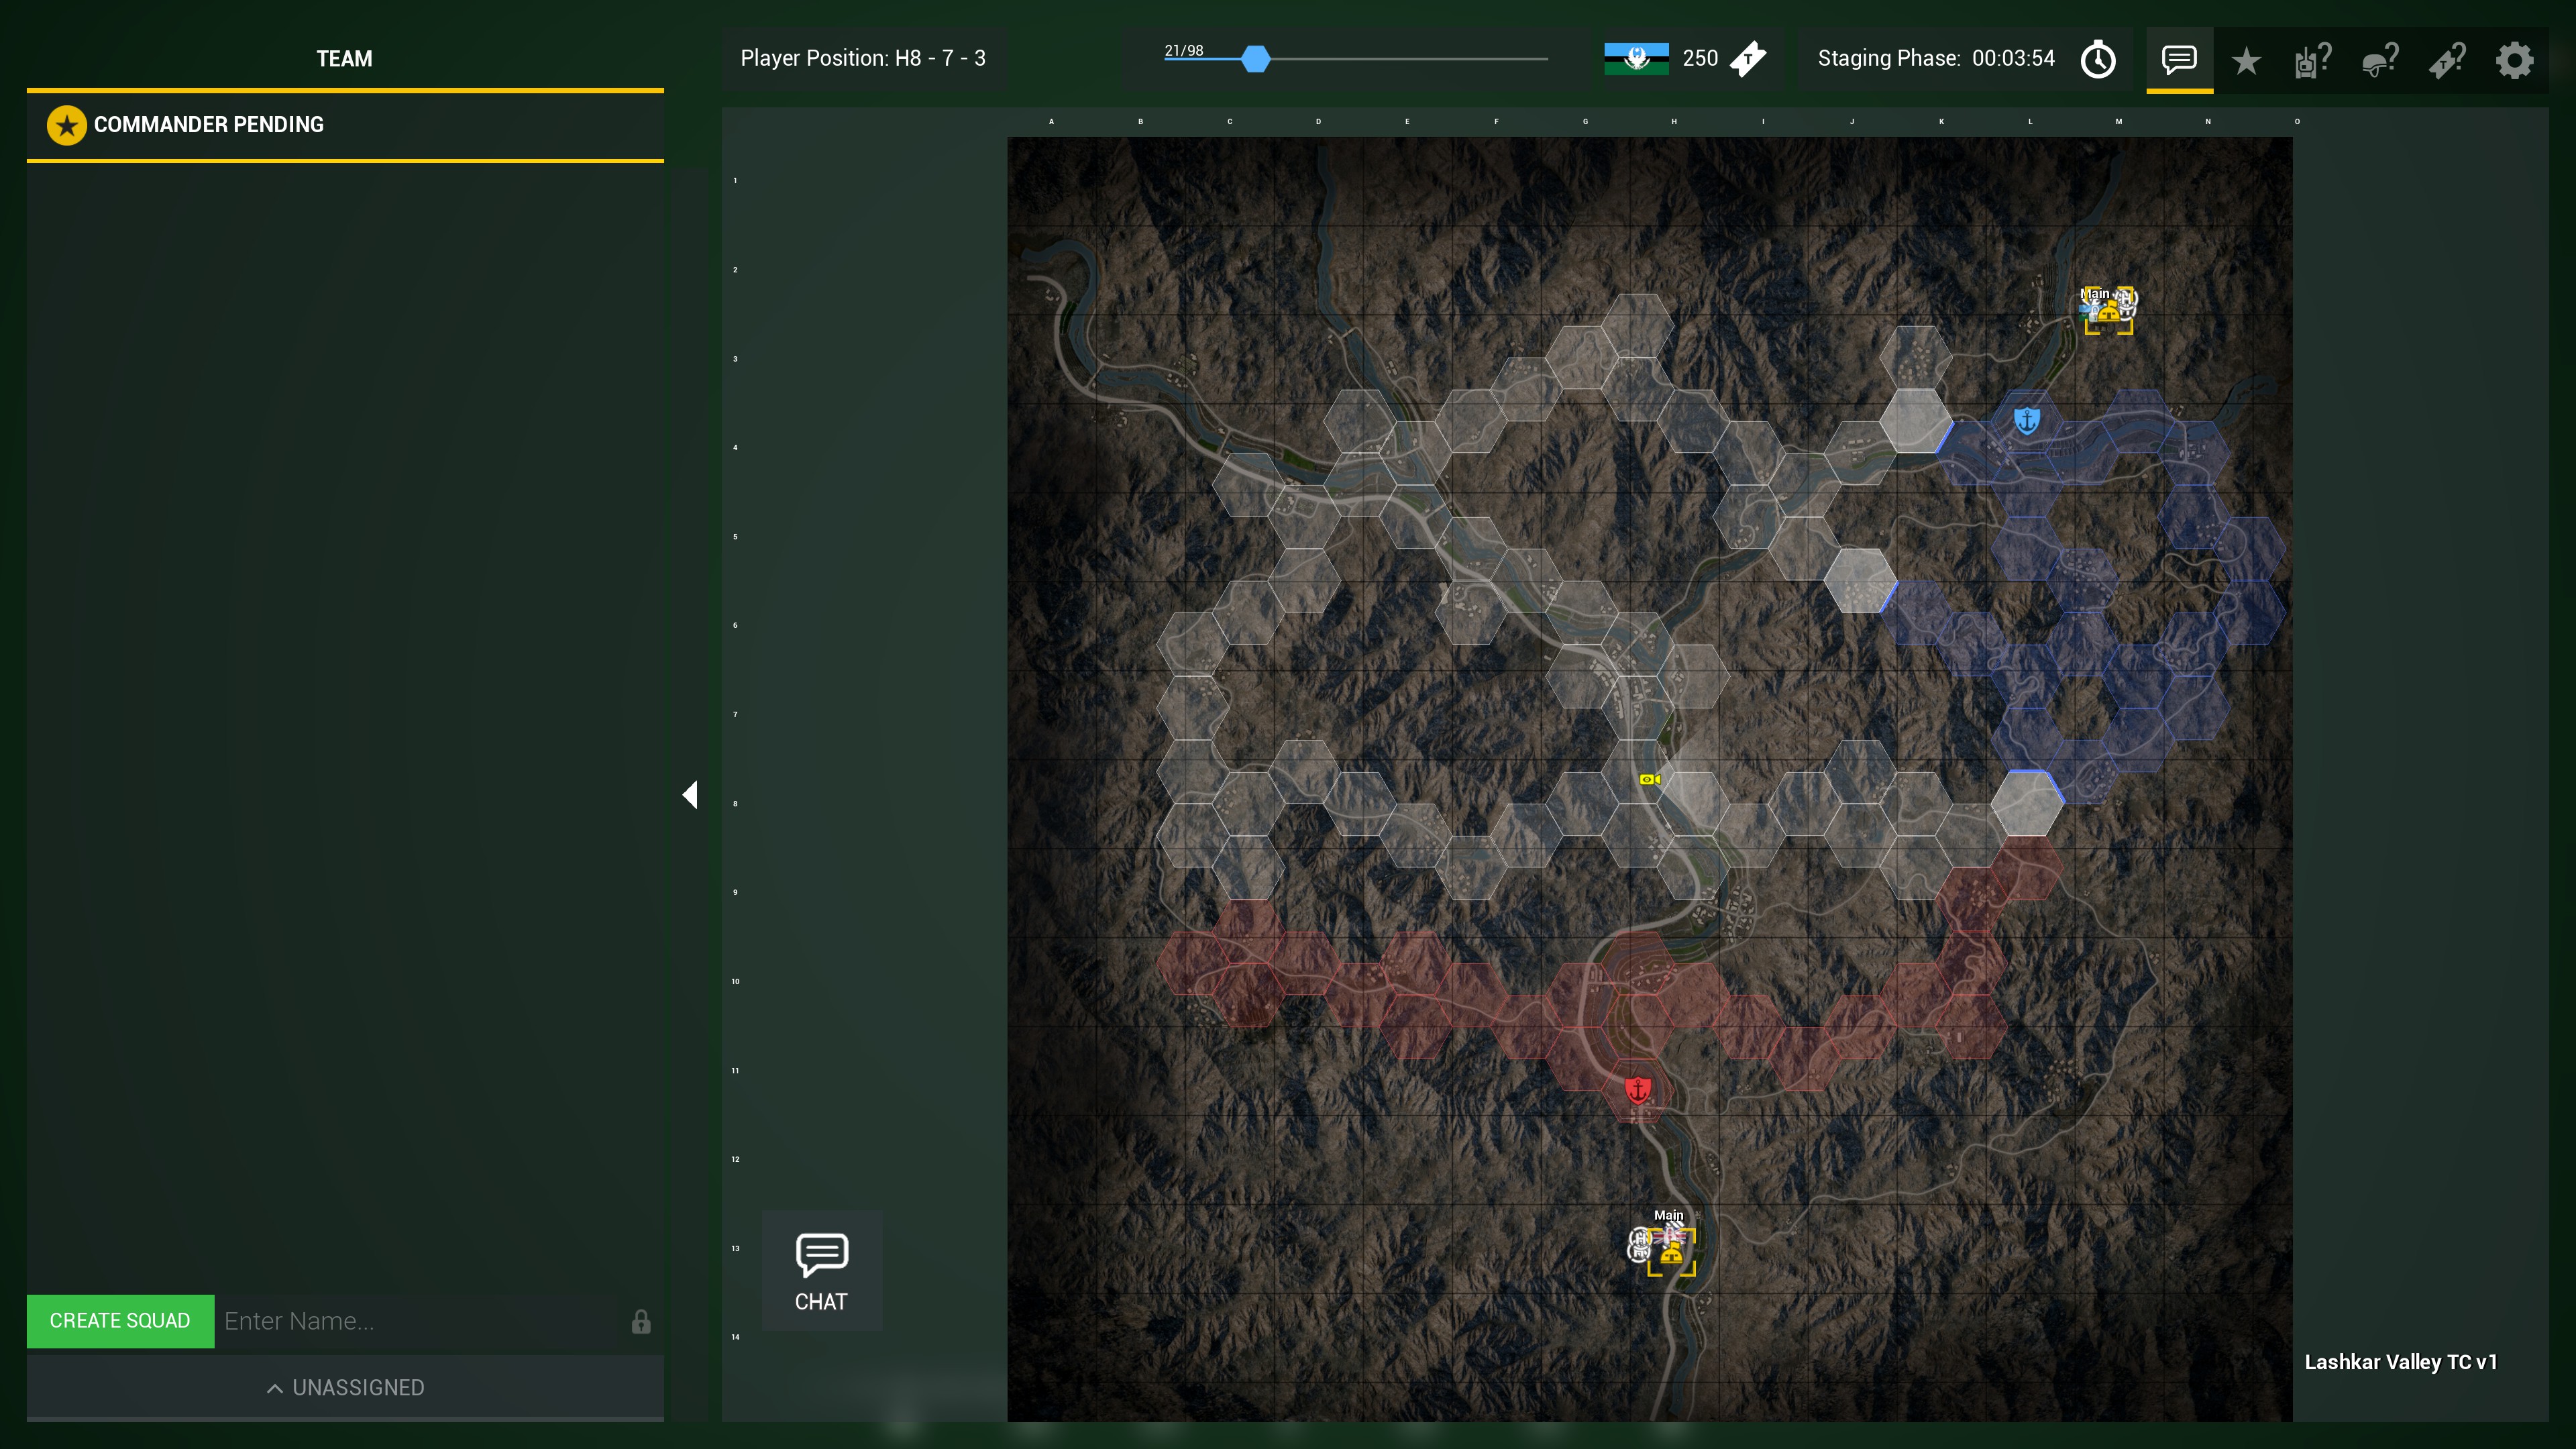 TEAM
Player Position: H8 - 7 - 3
21/98
250
Staging Phase: 00:03:54
COMMANDER PENDING
A B C D E F G H I J K L M N O
1
2
Main
3
4
5
6
7
8
9
10
11
12
Main
13
CHAT
CREATE SQUAD Enter Name...
14
Lashkar Valley TC v1
UNASSIGNED